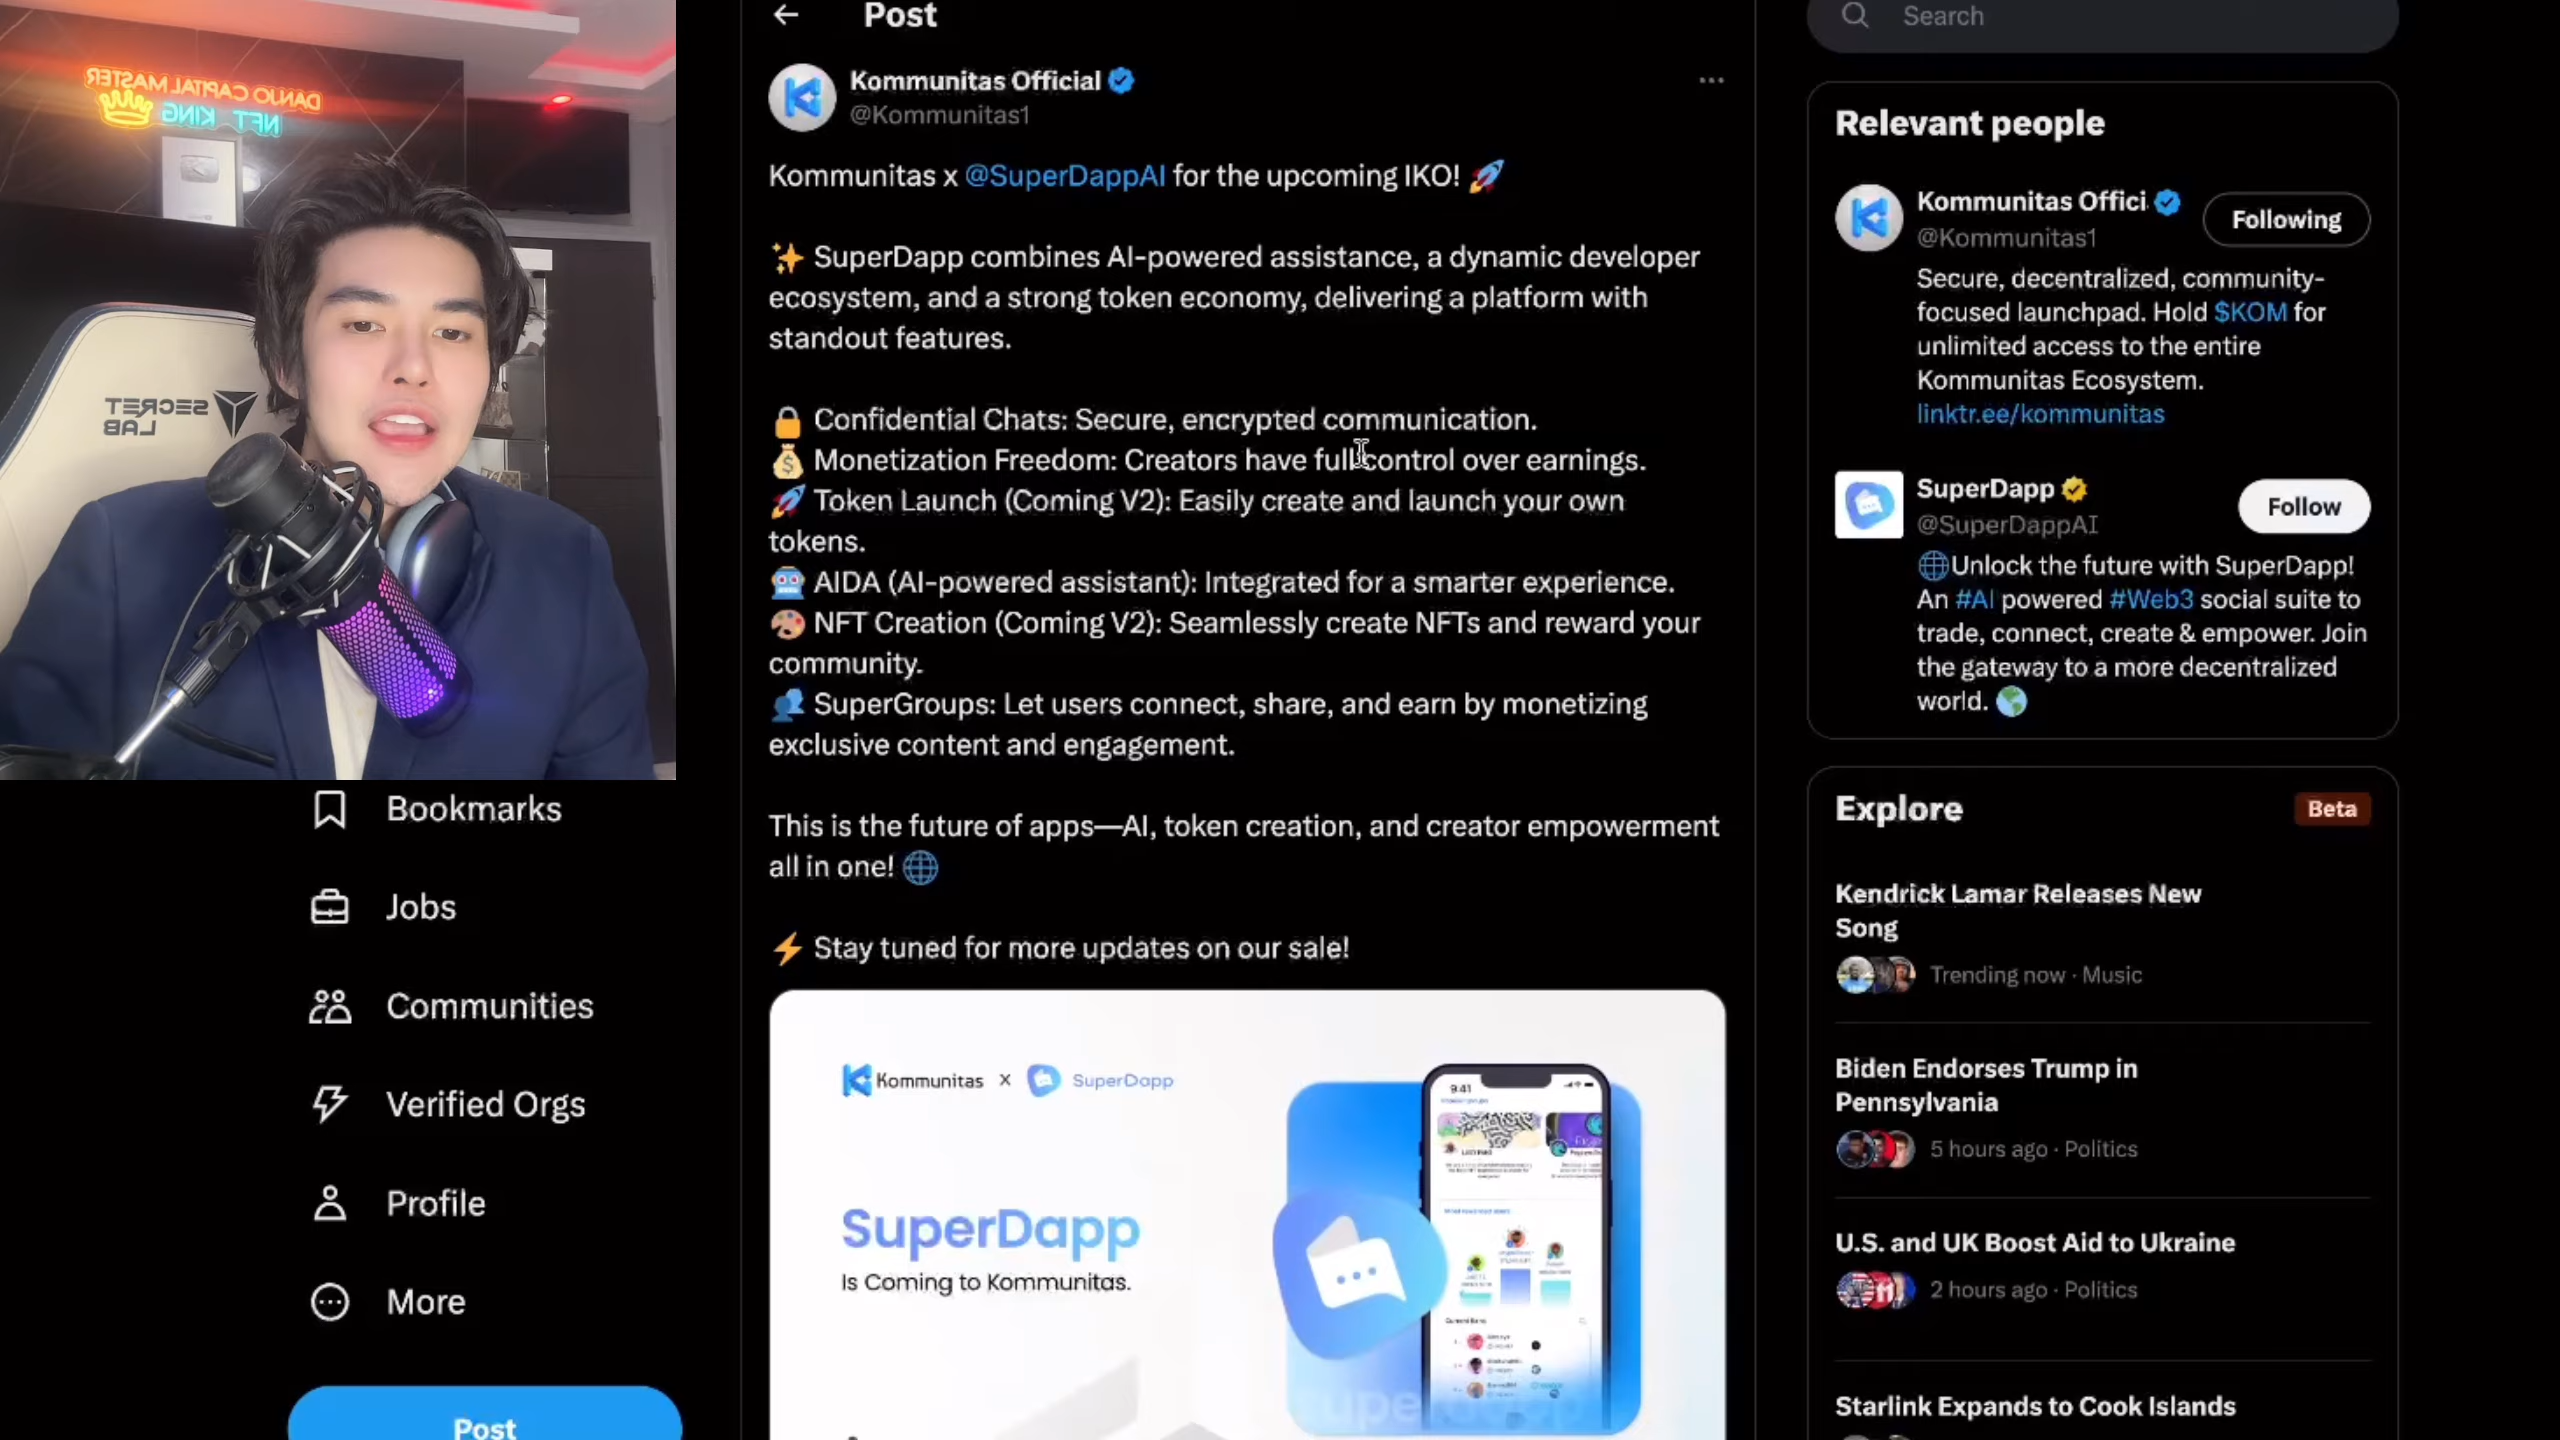 DANJO CAPITAL MASTER
NFT KING
SECRET
LAB
Bookmarks
Jobs
Communities
Verified Orgs
Profile
More
Post
Post
Kommunitas Official
@Kommunitas1
Kommunitas x @SuperDappAI for the upcoming IKO! 🚀
✨ SuperDapp combines AI-powered assistance, a dynamic developer
ecosystem, and a strong token economy, delivering a platform with
standout features.
🔒 Confidential Chats: Secure, encrypted communication.
💰 Monetization Freedom: Creators have full control over earnings.
🚀 Token Launch (Coming V2): Easily create and launch your own
tokens.
🤖 AIDA (AI-powered assistant): Integrated for a smarter experience.
🎨 NFT Creation (Coming V2): Seamlessly create NFTs and reward your
community.
👥 SuperGroups: Let users connect, share, and earn by monetizing
exclusive content and engagement.
This is the future of apps—AI, token creation, and creator empowerment
all in one! 🌐
⚡ Stay tuned for more updates on our sale!
Kommunitas X SuperDapp
SuperDapp
Is Coming to Kommunitas.
9:41
Search
Relevant people
Kommunitas Offici
@Kommunitas1
Following
Secure, decentralized, community-
focused launchpad. Hold $KOM for
unlimited access to the entire
Kommunitas Ecosystem.
linktr.ee/kommunitas
SuperDapp
@SuperDappAI
Follow
🌐Unlock the future with SuperDapp!
An #AI powered #Web3 social suite to
trade, connect, create & empower. Join
the gateway to a more decentralized
world. 🌎
Explore
Beta
Kendrick Lamar Releases New
Song
Trending now · Music
Biden Endorses Trump in
Pennsylvania
5 hours ago · Politics
U.S. and UK Boost Aid to Ukraine
2 hours ago · Politics
Starlink Expands to Cook Islands